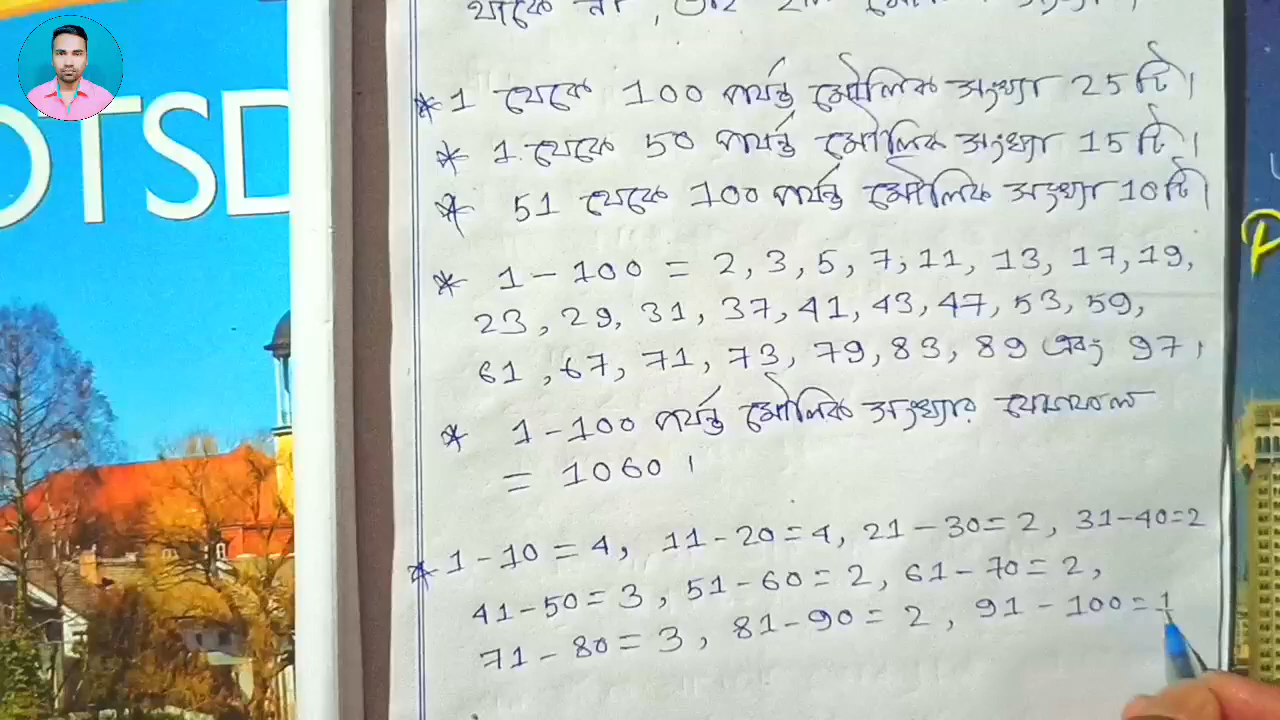 OTSD
থাকে না, তাই হলো মৌলিক সংখ্যা।
* 1 থেকে 100 পর্যন্ত মৌলিক সংখ্যা 25 টি।
* 1 থেকে 50 পর্যন্ত মৌলিক সংখ্যা 15 টি।
* 51 থেকে 100 পর্যন্ত মৌলিক সংখ্যা 10 টি।
* 1 - 100 = 2, 3, 5, 7, 11, 13, 17, 19,
23, 29, 31, 37, 41, 43, 47, 53, 59,
61, 67, 71, 73, 79, 83, 89 এবং 97।
* 1-100 পর্যন্ত মৌলিক সংখ্যার যোগফল
= 1060।
* 1 - 10 = 4, 11 - 20 = 4, 21 - 30 = 2, 31-40=2
41-50= 3, 51-60= 2, 61-70= 2,
71 - 80 = 3, 81-90 = 2, 91 - 100 = 1